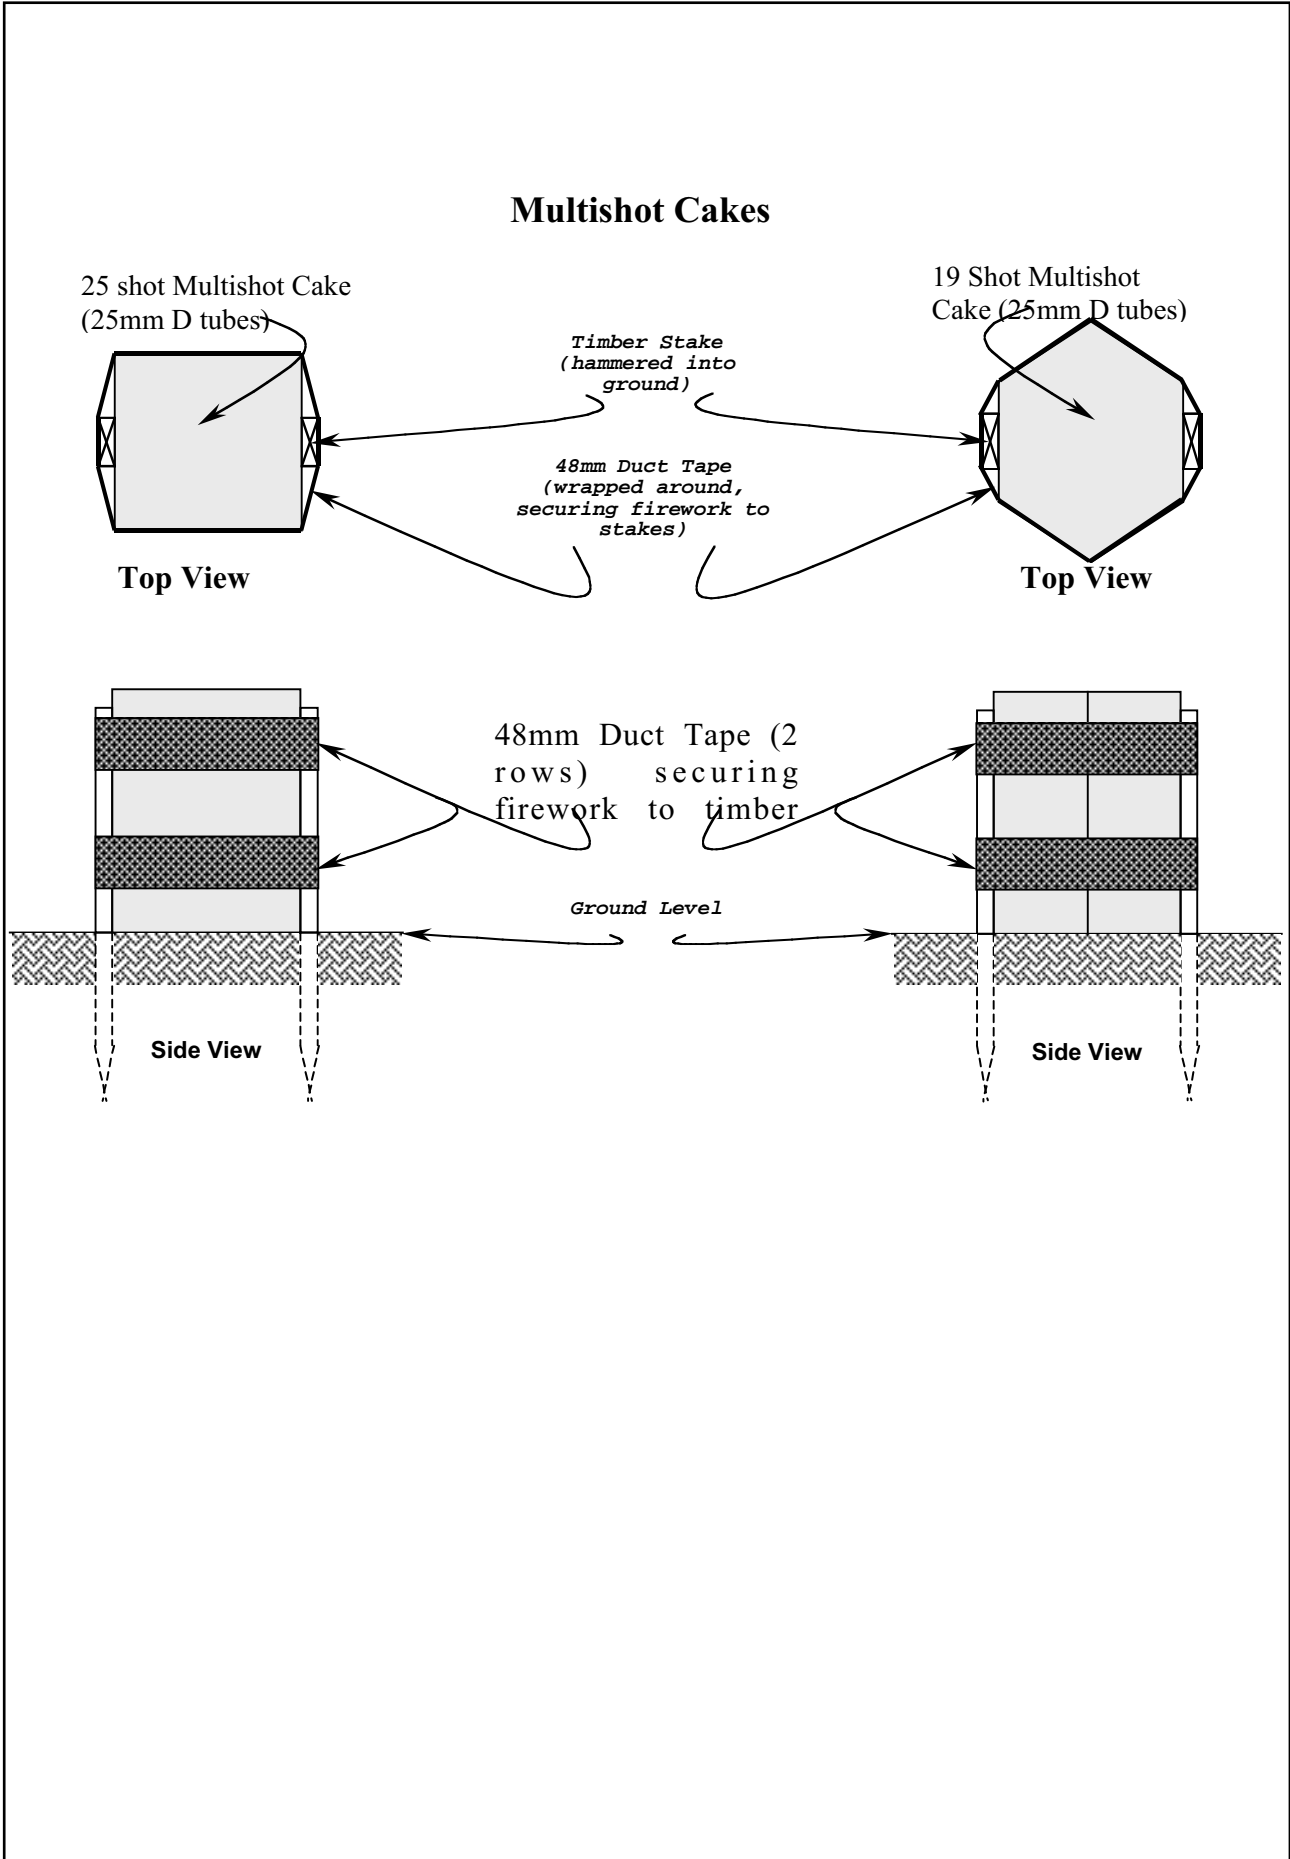 Multishot Cakes
25 shot Multishot Cake
(25mm D tubes)
19 Shot Multishot
Cake (25mm D tubes)
Timber Stake
(hammered into
ground)
48mm Duct Tape
(wrapped around,
securing firework to
stakes)
Top View
Top View
48mm Duct Tape (2
rows) securing
firework to timber
Ground Level
Side View
Side View